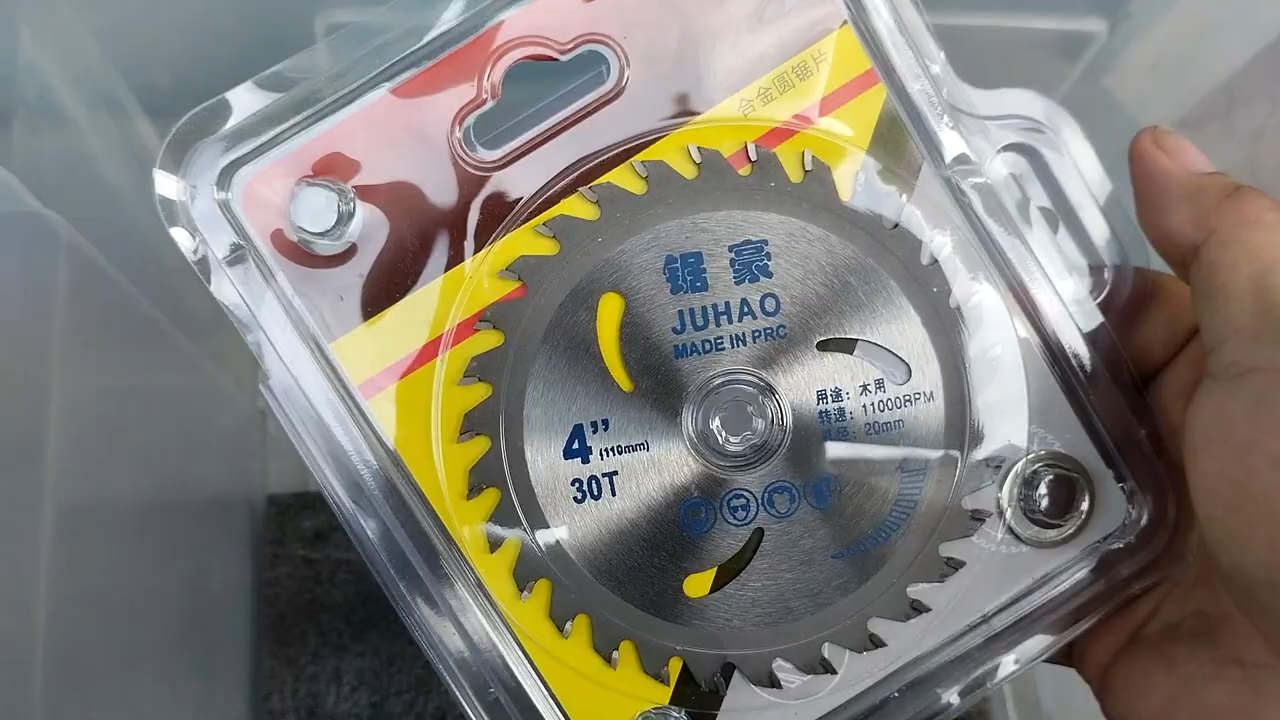 合金圆锯片
锯豪
JUHAO
MADE IN PRC
用途：木用
转速：11000RPM
20mm
4”(110mm)
30T